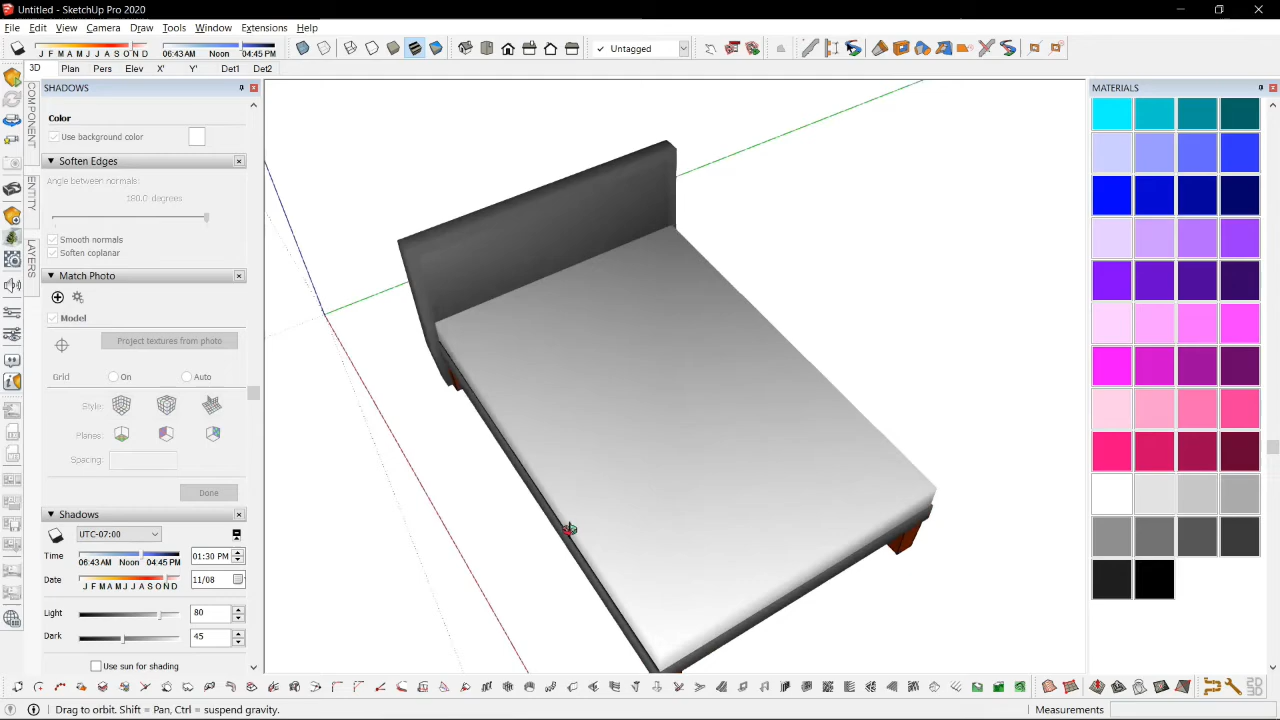 Untitled - SketchUp Pro 2020
File Edit View Camera Draw Tools Window Extensions Help
J F M A M J J A S O N D 06:43 AM Noon 04:45 PM Untagged
3D Plan Pers Elev X' Y' Det1 Det2
SHADOWS
MATERIALS
COMPONENT
ENTITY
LAYERS
Color
Use background color
Soften Edges
Angle between normals:
180.0 degrees
Smooth normals
Soften coplanar
Match Photo
Model
Project textures from photo
Grid On Auto
Style:
Planes:
Spacing:
Done
Shadows
UTC-07:00
Time 06:43 AM Noon 04:45 PM 01:30 PM
Date J F M A M J J A S O N D 11/08
Light 80
Dark 45
Use sun for shading
Drag to orbit. Shift = Pan, Ctrl = suspend gravity.
Measurements